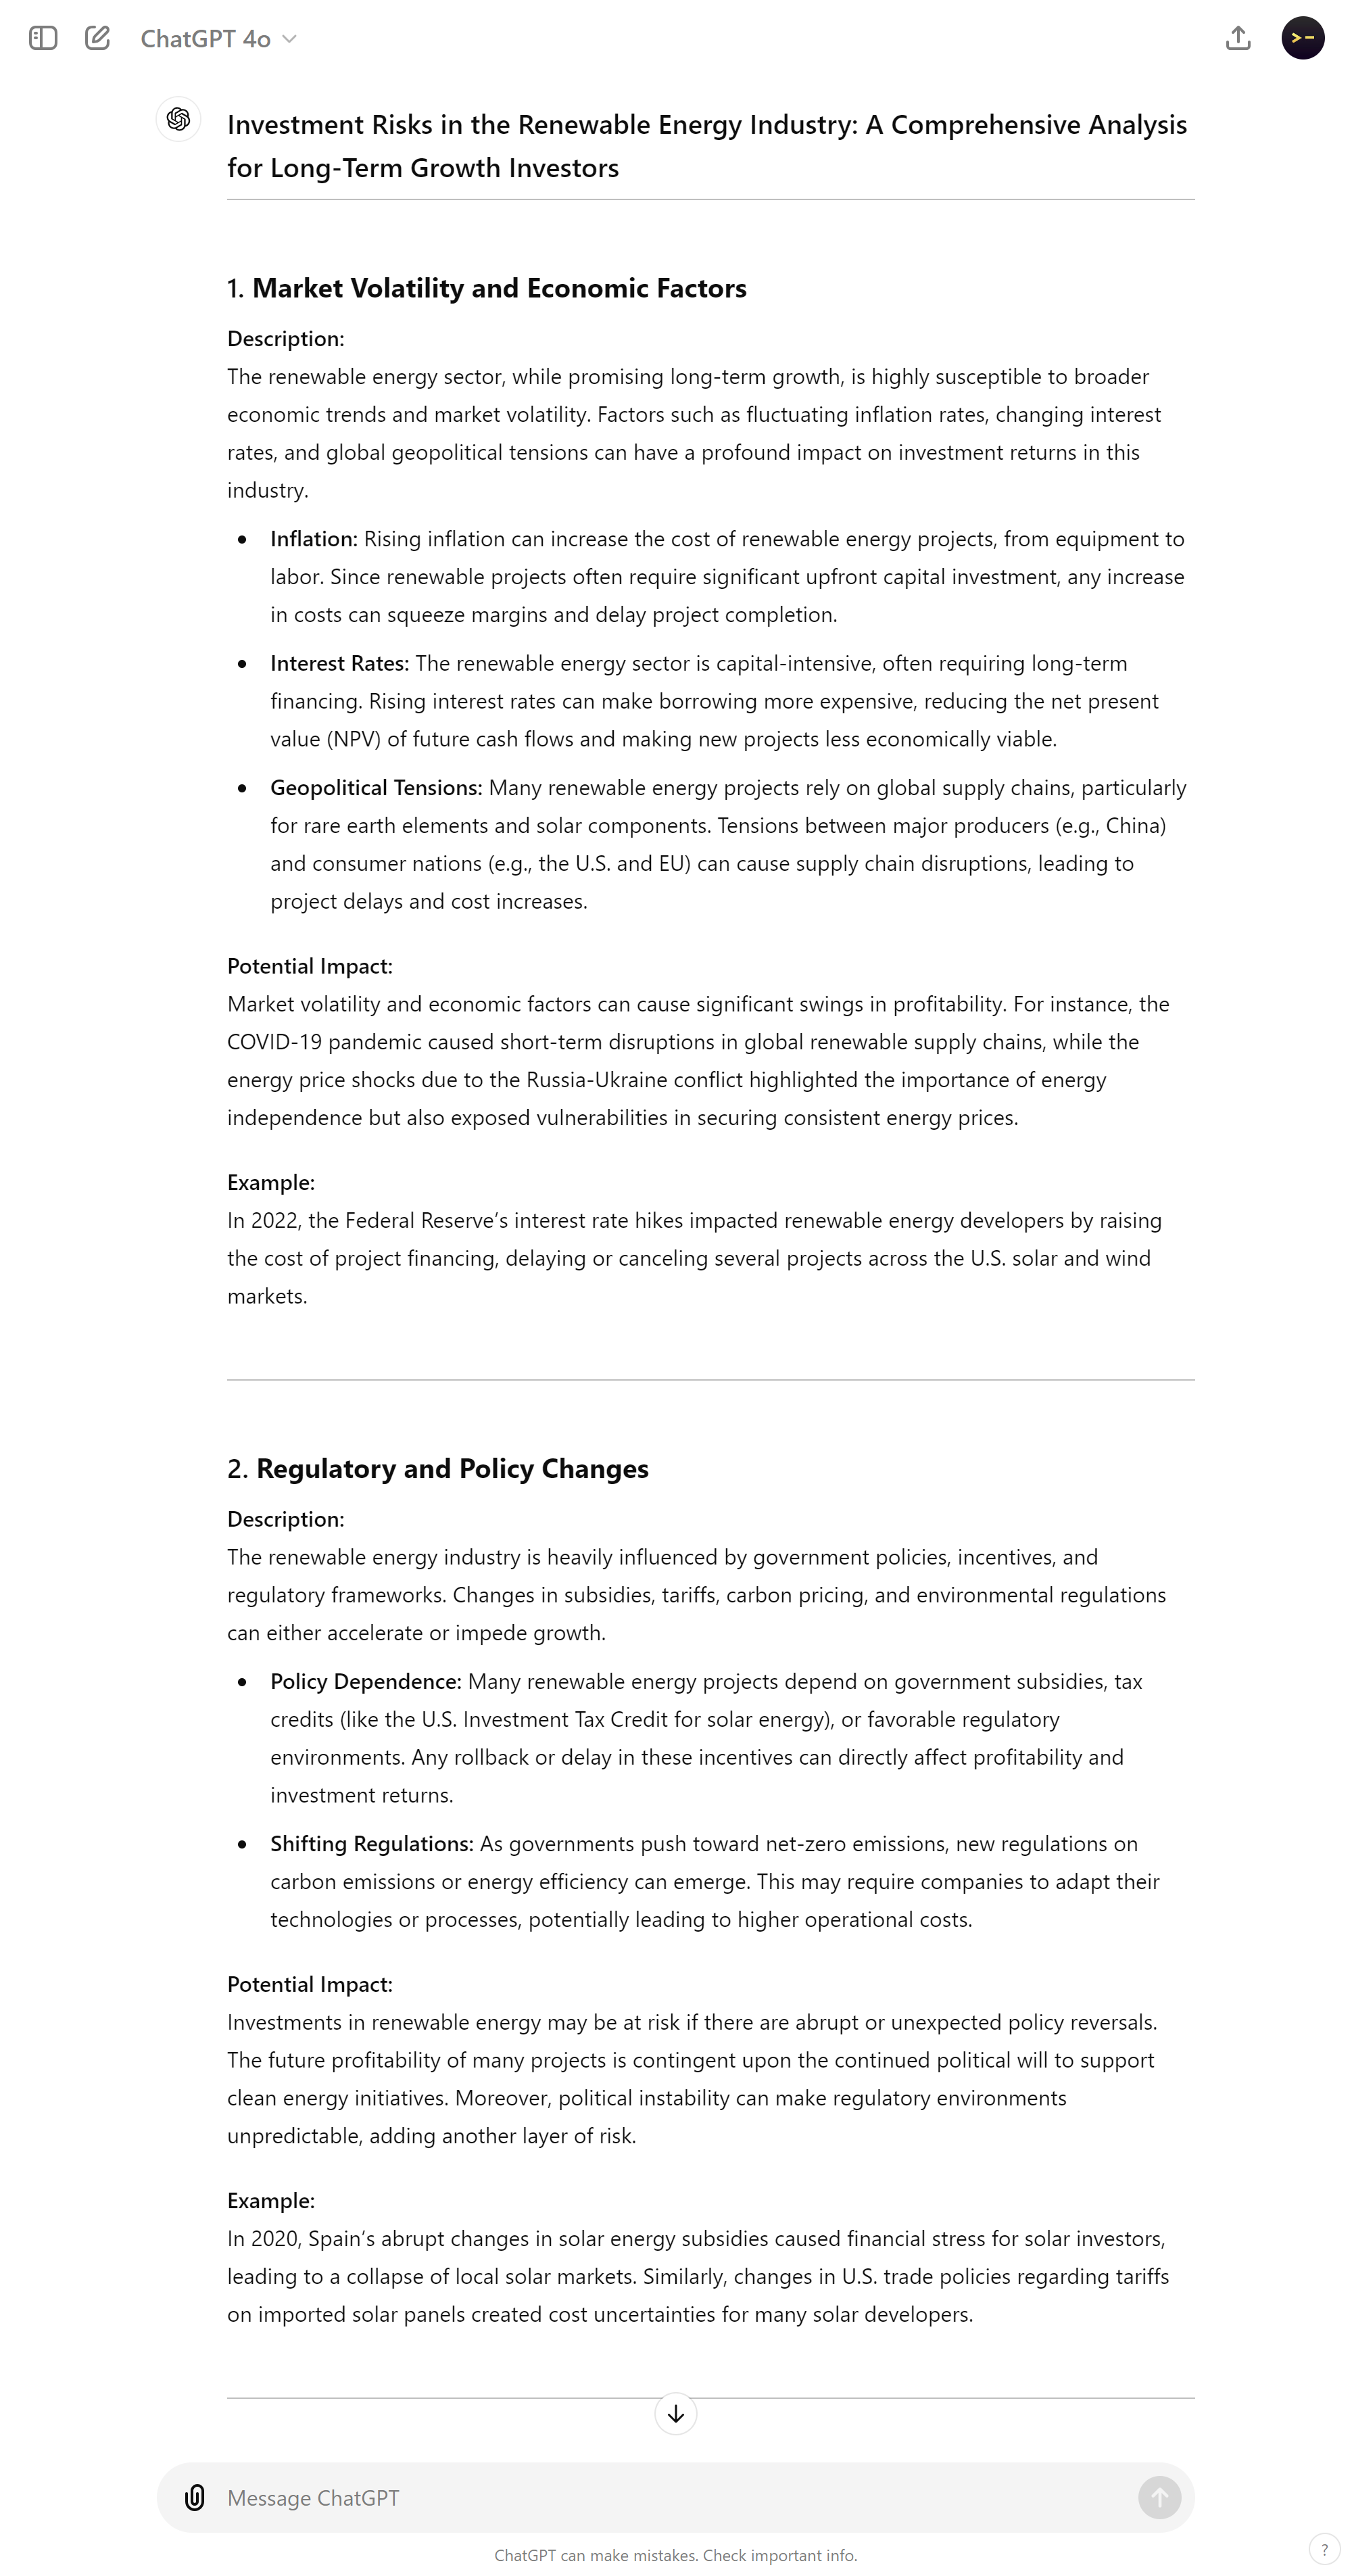 ChatGPT 4o
Investment Risks in the Renewable Energy Industry: A Comprehensive Analysis
for Long-Term Growth Investors
1. Market Volatility and Economic Factors
Description:
The renewable energy sector, while promising long-term growth, is highly susceptible to broader
economic trends and market volatility. Factors such as fluctuating inflation rates, changing interest
rates, and global geopolitical tensions can have a profound impact on investment returns in this
industry.
• Inflation: Rising inflation can increase the cost of renewable energy projects, from equipment to
labor. Since renewable projects often require significant upfront capital investment, any increase
in costs can squeeze margins and delay project completion.
• Interest Rates: The renewable energy sector is capital-intensive, often requiring long-term
financing. Rising interest rates can make borrowing more expensive, reducing the net present
value (NPV) of future cash flows and making new projects less economically viable.
• Geopolitical Tensions: Many renewable energy projects rely on global supply chains, particularly
for rare earth elements and solar components. Tensions between major producers (e.g., China)
and consumer nations (e.g., the U.S. and EU) can cause supply chain disruptions, leading to
project delays and cost increases.
Potential Impact:
Market volatility and economic factors can cause significant swings in profitability. For instance, the
COVID-19 pandemic caused short-term disruptions in global renewable supply chains, while the
energy price shocks due to the Russia-Ukraine conflict highlighted the importance of energy
independence but also exposed vulnerabilities in securing consistent energy prices.
Example:
In 2022, the Federal Reserve’s interest rate hikes impacted renewable energy developers by raising
the cost of project financing, delaying or canceling several projects across the U.S. solar and wind
markets.
2. Regulatory and Policy Changes
Description:
The renewable energy industry is heavily influenced by government policies, incentives, and
regulatory frameworks. Changes in subsidies, tariffs, carbon pricing, and environmental regulations
can either accelerate or impede growth.
• Policy Dependence: Many renewable energy projects depend on government subsidies, tax
credits (like the U.S. Investment Tax Credit for solar energy), or favorable regulatory
environments. Any rollback or delay in these incentives can directly affect profitability and
investment returns.
• Shifting Regulations: As governments push toward net-zero emissions, new regulations on
carbon emissions or energy efficiency can emerge. This may require companies to adapt their
technologies or processes, potentially leading to higher operational costs.
Potential Impact:
Investments in renewable energy may be at risk if there are abrupt or unexpected policy reversals.
The future profitability of many projects is contingent upon the continued political will to support
clean energy initiatives. Moreover, political instability can make regulatory environments
unpredictable, adding another layer of risk.
Example:
In 2020, Spain’s abrupt changes in solar energy subsidies caused financial stress for solar investors,
leading to a collapse of local solar markets. Similarly, changes in U.S. trade policies regarding tariffs
on imported solar panels created cost uncertainties for many solar developers.
Message ChatGPT
ChatGPT can make mistakes. Check important info.
?